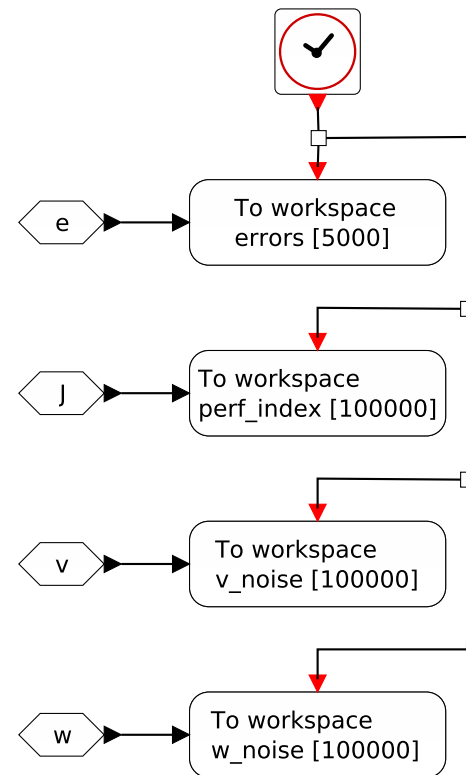 e
To workspace
errors [5000]
J
To workspace
perf_index [100000]
v
To workspace
v_noise [100000]
w
To workspace
w_noise [100000]